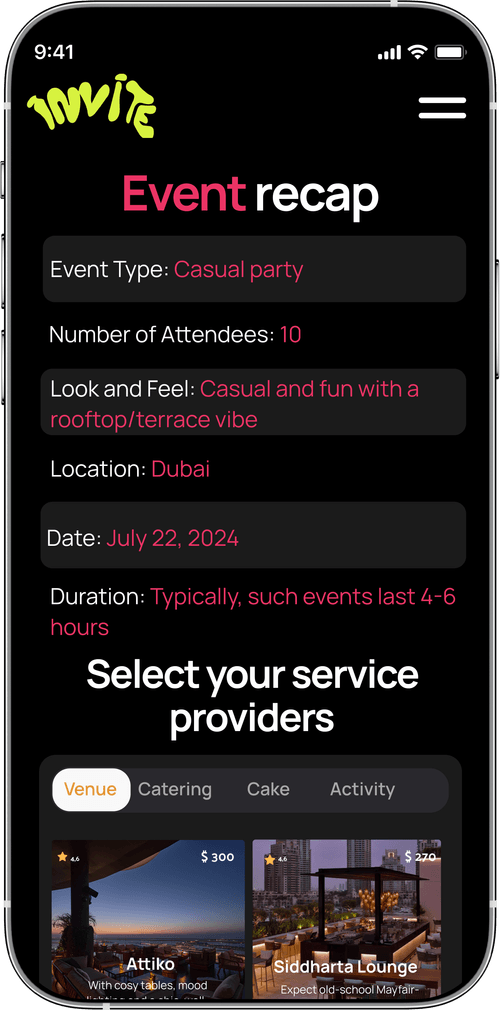 9:41
INVITE
Event recap
Event Type: Casual party
Number of Attendees: 10
Look and Feel: Casual and fun with a
rooftop/terrace vibe
Location: Dubai
Date: July 22, 2024
Duration: Typically, such events last 4-6
hours
Select your service
providers
Venue Catering Cake Activity
4,6 $ 300 4,6 $ 270
Attiko Siddharta Lounge
With cosy tables, mood Expect old-school Mayfair-
lighting and a chic, well-